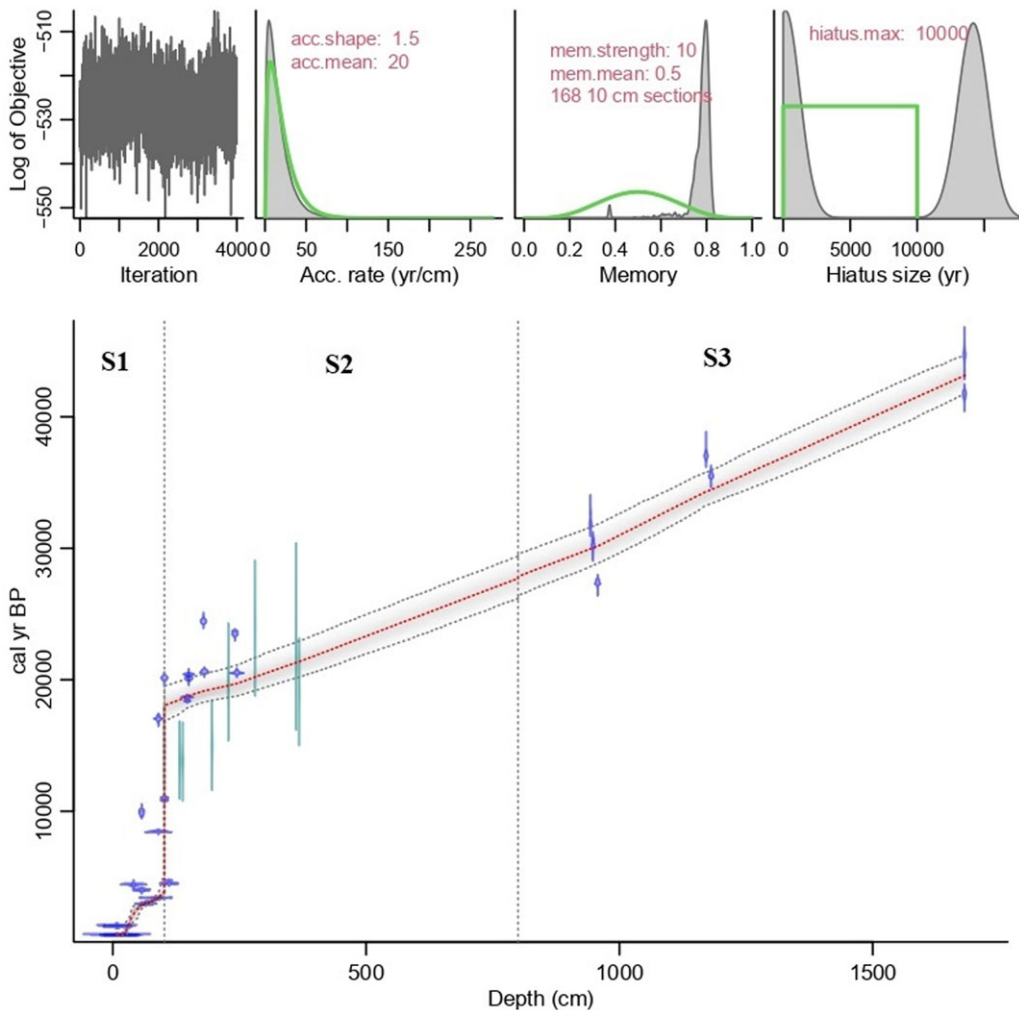 −510
−530
−550
Log of Objective
0
2000
4000
Iteration
acc.shape: 1.5
acc.mean: 20
0
50
150
250
Acc. rate (yr/cm)
mem.strength: 10
mem.mean: 0.5
168 10 cm sections
0.0
0.2
0.4
0.6
0.8
1.0
Memory
hiatus.max: 10000
0
5000
10000
Hiatus size (yr)
S1
S2
S3
40000
30000
20000
10000
cal yr BP
0
500
1000
1500
Depth (cm)